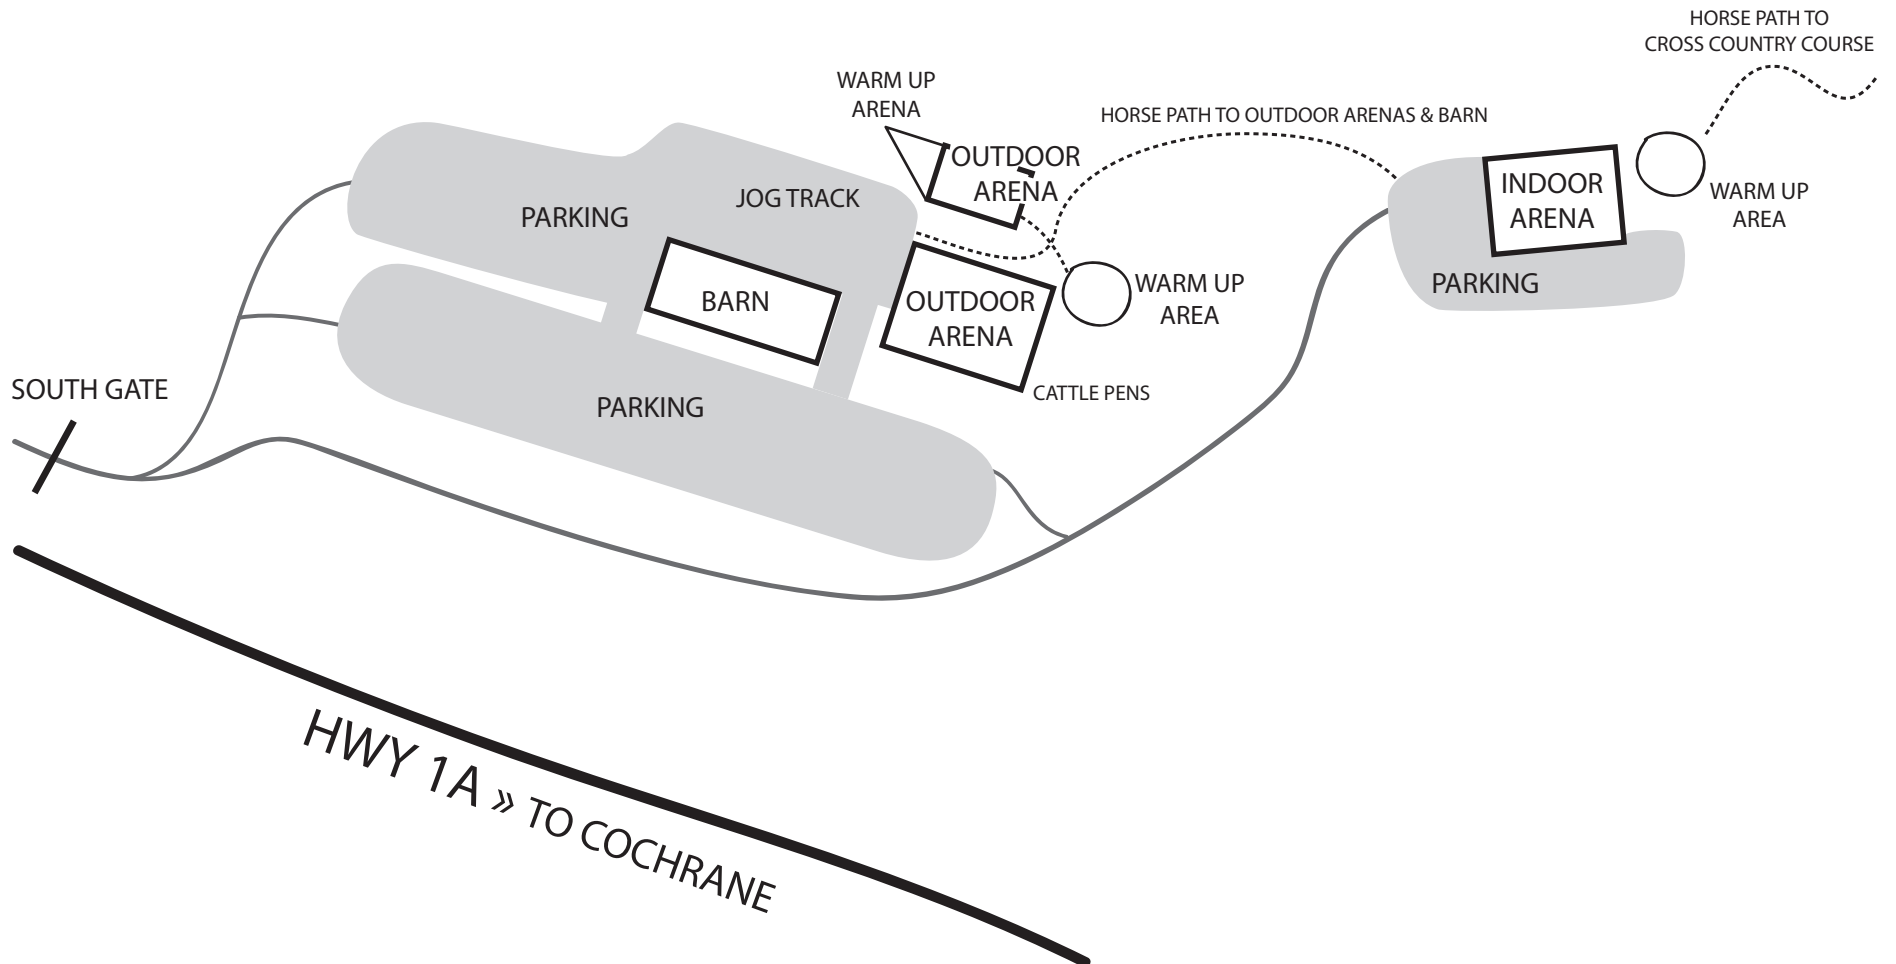 HORSE PATH TO
CROSS COUNTRY COURSE
WARM UP
ARENA
HORSE PATH TO OUTDOOR ARENAS & BARN
OUTDOOR
ARENA
JOG TRACK
PARKING
INDOOR
ARENA
WARM UP
AREA
PARKING
BARN
OUTDOOR
ARENA
WARM UP
AREA
CATTLE PENS
SOUTH GATE
PARKING
HWY 1A » TO COCHRANE